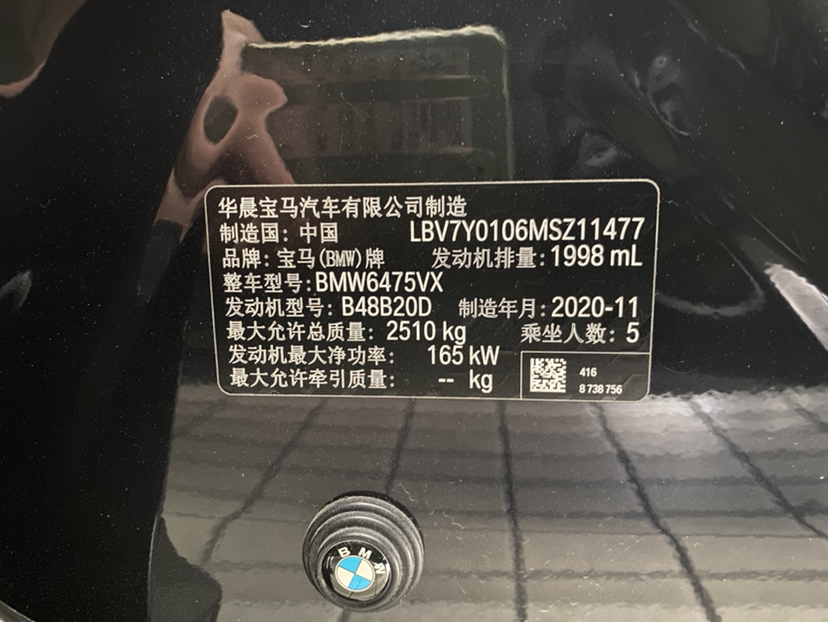 华晨宝马汽车有限公司制造
制造国: 中国 LBV7Y0106MSZ11477
品牌: 宝马(BMW)牌 发动机排量: 1998 mL
整车型号: BMW6475VX
发动机型号: B48B20D 制造年月: 2020-11
最大允许总质量: 2510 kg 乘坐人数: 5
发动机最大净功率: 165 kW
最大允许牵引质量: -- kg
416
8 738 756
BMW